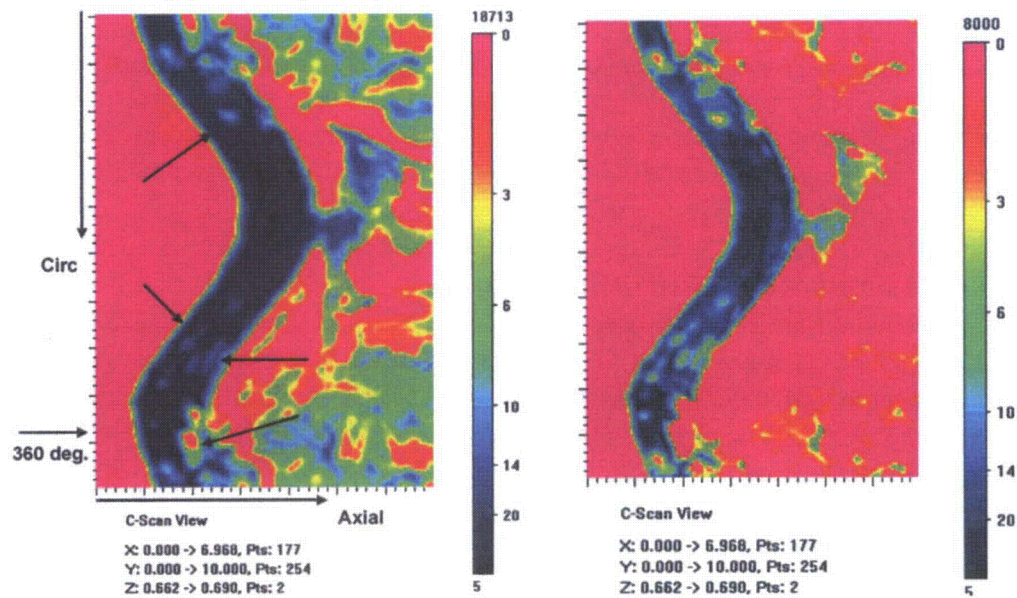 18713
0
3
6
10
14
20
5
Circ
360 deg.
C-Scan View
Axial
X: 0.000 -> 6.968, Pts: 177
Y: 0.000 -> 10.000, Pts: 254
Z: 0.662 -> 0.690, Pts: 2
8000
0
3
6
10
14
20
5
C-Scan View
X: 0.000 -> 6.968, Pts: 177
Y: 0.000 -> 10.000, Pts: 254
Z: 0.662 -> 0.690, Pts: 2